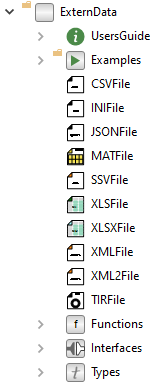 ExternData
UsersGuide
Examples
CSVFile
INIFile
JSONFile
MATFile
SSVFile
XLSFile
XLSXFile
XMLFile
XML2File
TIRFile
f Functions
Interfaces
t Types